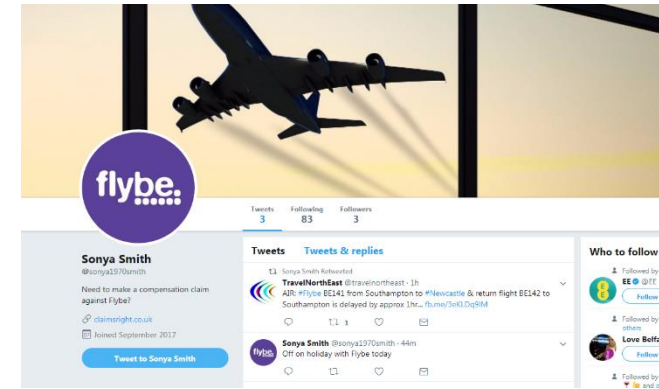 flybe.
Tweets Following Followers
3 83 3
Sonya Smith
@sonya1970smith
Need to make a compensation claim
against Flybe?
claimsright.co.uk
Joined September 2017
Tweet to Sonya Smith
Tweets Tweets & replies
Sonya Smith Retweeted
TravelNorthEast @travelnortheast · 1h
AIR: #Flybe BE141 from Southampton to #Newcastle & return flight BE142 to
Southampton is delayed by approx 1hr...
1
flybe.
Sonya Smith @sonya1970smith · 44m
Off on holiday with Flybe today
Who to follow
Followed by
EE
Follow
Followed by
others
Love Belfa
Follow
Followed by